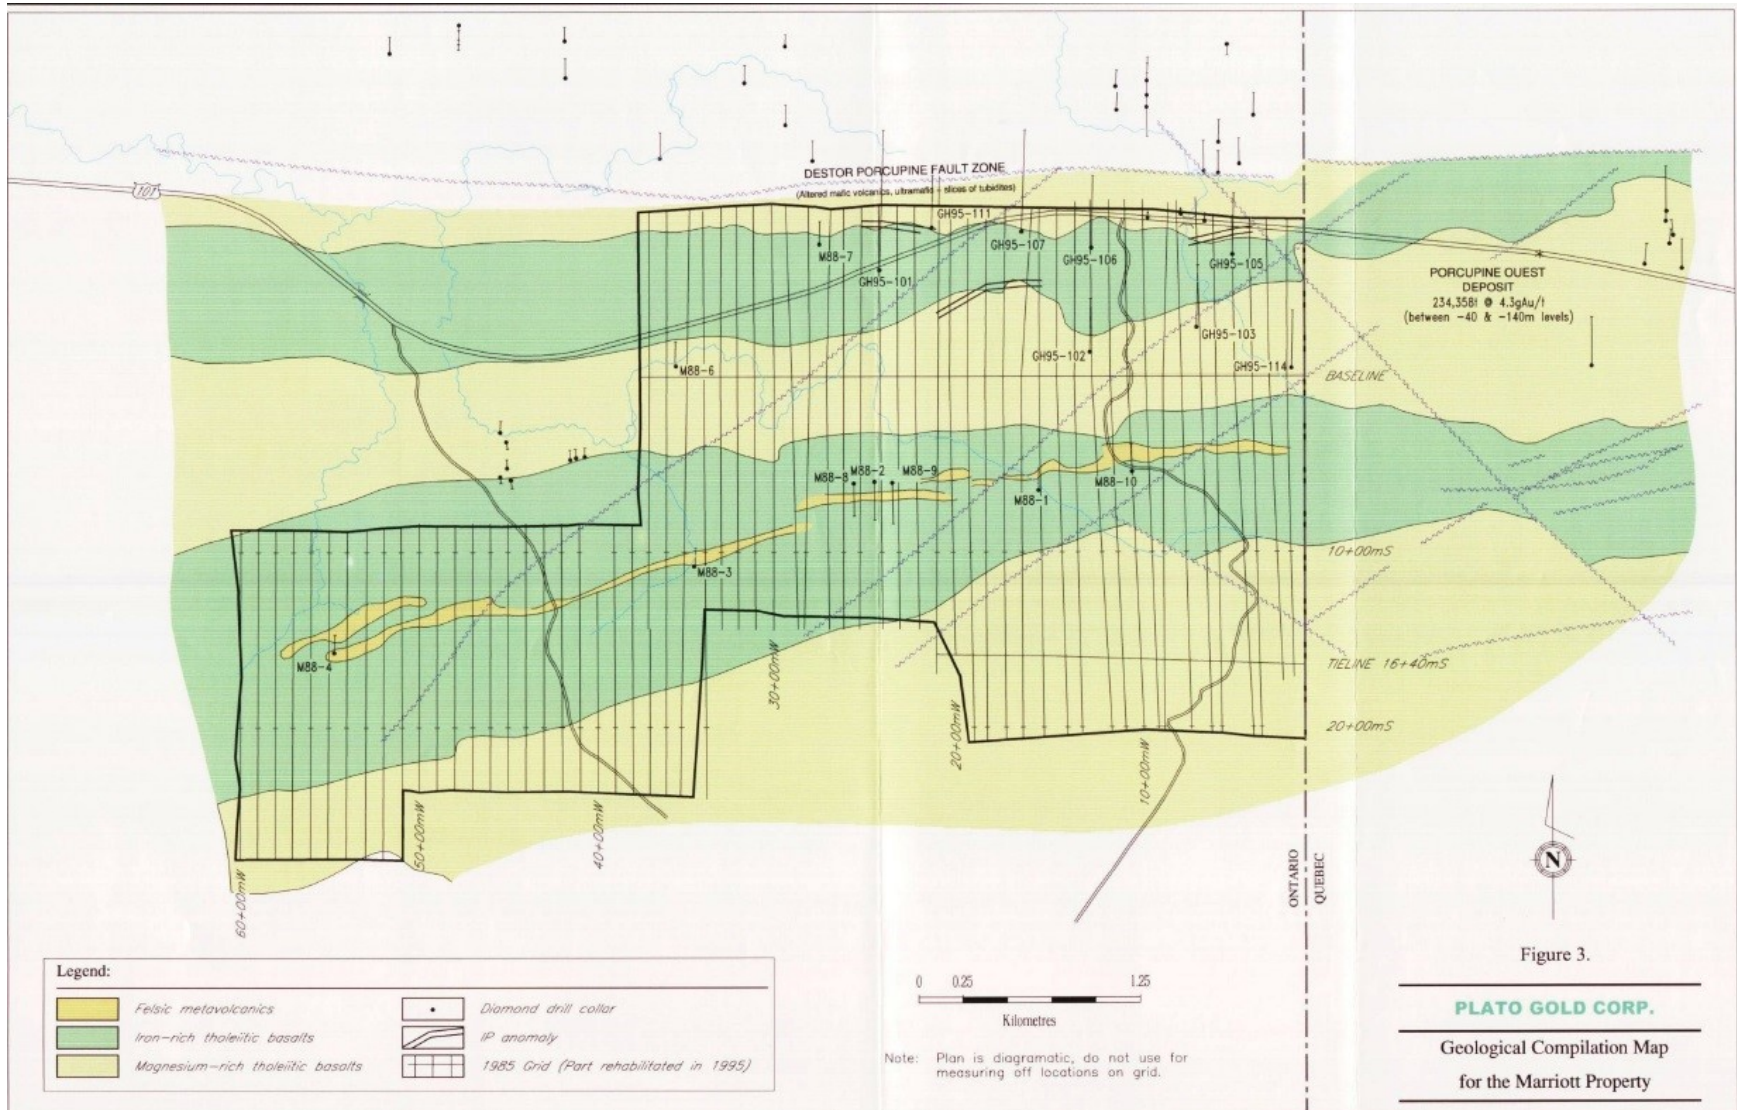 101
DESTOR PORCUPINE FAULT ZONE
(Altered mafic volcanics, ultramafic - slices of tubidites)
GH95-111
M88-7
GH95-107
GH95-106
GH95-105
GH95-101
PORCUPINE OUEST
DEPOSIT
234,358t @ 4.3gAu/t
(between -40 & -140m levels)
GH95-103
GH95-102
GH95-114
M88-6
BASELINE
M88-8
M88-2
M88-9
M88-1
M88-10
10+00mS
M88-3
M88-4
TIELINE 16+40mS
30+00mW
20+00mW
20+00mS
10+00mW
50+00mW
40+00mW
60+00mW
ONTARIO
QUEBEC
N
Legend:
Felsic metavolcanics
Iron-rich tholeiitic basalts
Magnesium-rich tholeiitic basalts
Diamond drill collar
IP anomaly
1985 Grid (Part rehabilitated in 1995)
0 0.25 1.25
Kilometres
Note: Plan is diagramatic, do not use for
measuring off locations on grid.
Figure 3.
PLATO GOLD CORP.
Geological Compilation Map
for the Marriott Property